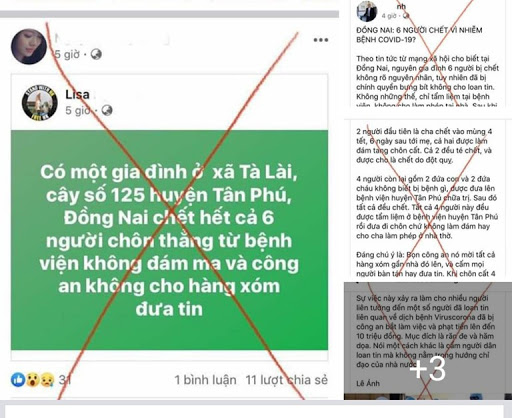 5 giờ
Lisa
5 giờ
Có một gia đình ở xã Tà Lài,
cây số 125 huyện Tân Phú,
Đồng Nai chết hết cả 6
người chôn thẳng từ bệnh
viện không đám ma và công
an không cho hàng xóm
đưa tin
31
1 bình luận 11 lượt chia sẻ
nh
4 giờ
ĐỒNG NAI: 6 NGƯỜI CHẾT VÌ NHIỄM
BỆNH COVID-19?
Theo tin tức từ mạng xã hội cho biết tại
Đồng Nai, nguyên gia đình 6 người bị chết
không rõ nguyên nhân, tuy nhiên đã bị
chính quyền bưng bít không cho loan tin.
Không những thế, chỉ tẩm liệm tại bệnh
viện, không cho làm phép tại nhà. Sau khi
2 người đầu tiên là cha chết vào mùng 4
tết, 6 ngày sau tới mẹ, cả hai được làm
đám tang chôn cất. Cả 2 đều té chết, và
được cho là chết do đột quỵ.
4 người còn lại gồm 2 đứa con và 2 đứa
cháu không biết bị bệnh gì, được đưa lên
bệnh viện huyện Tân Phú chữa trị. Sau đó
tất cả đều chết. Tất cả 4 người này đều
được tẩm liệm ở bệnh viện huyện Tân Phú
rồi đưa đi chôn chứ không làm đám hay
cho cha làm phép ở nhà thờ.
Đáng chú ý là: Bọn công an nó mời tất cả
hàng xóm gần nhà đó lên, và cấm mọi
người bàn tán hay đưa tin. Khi chôn cất 4
Sự việc này xảy ra làm cho nhiều người
liên tưởng đến một số người đã loan tin
liên quan về dịch bệnh Viruscorona đã bị
công an bắt làm việc và phạt tiền lên đến
10 triệu đồng. Mục đích là răn đe và hăm
dọa. Nói một cách khác là cấm người dân
loan tin mà không nằm trong hướng chỉ
đạo của nhà nước
+3
Lê Ánh